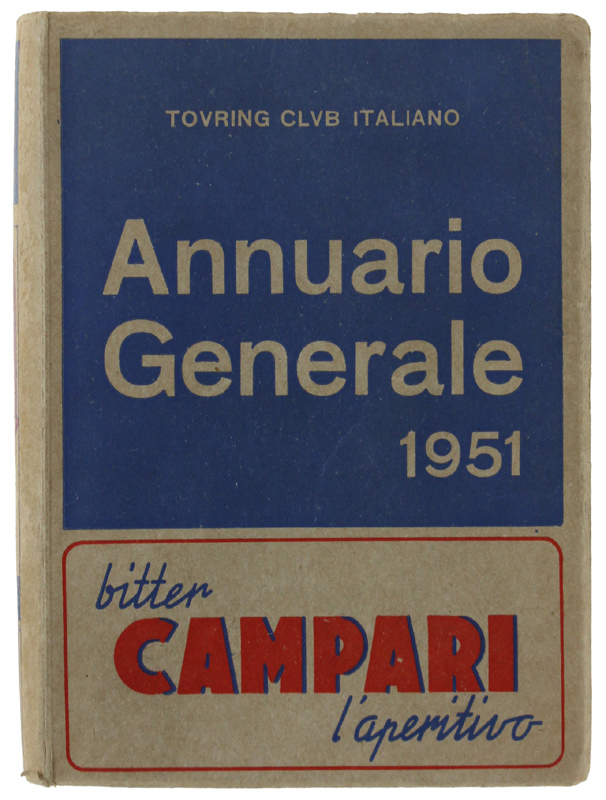 TOVRING CLVB ITALIANO
Annuario
Generale
1951
bitter
CAMPARI
l'aperitivo